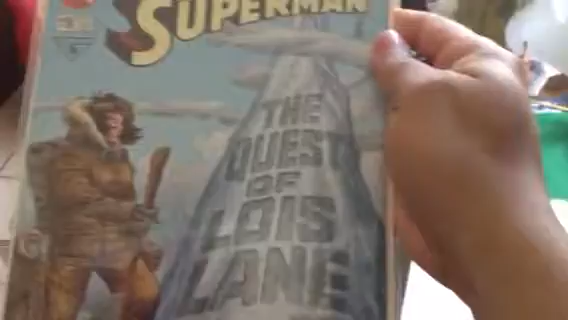 SUPERMAN
THE
QUEST
OF
LOIS
LANE